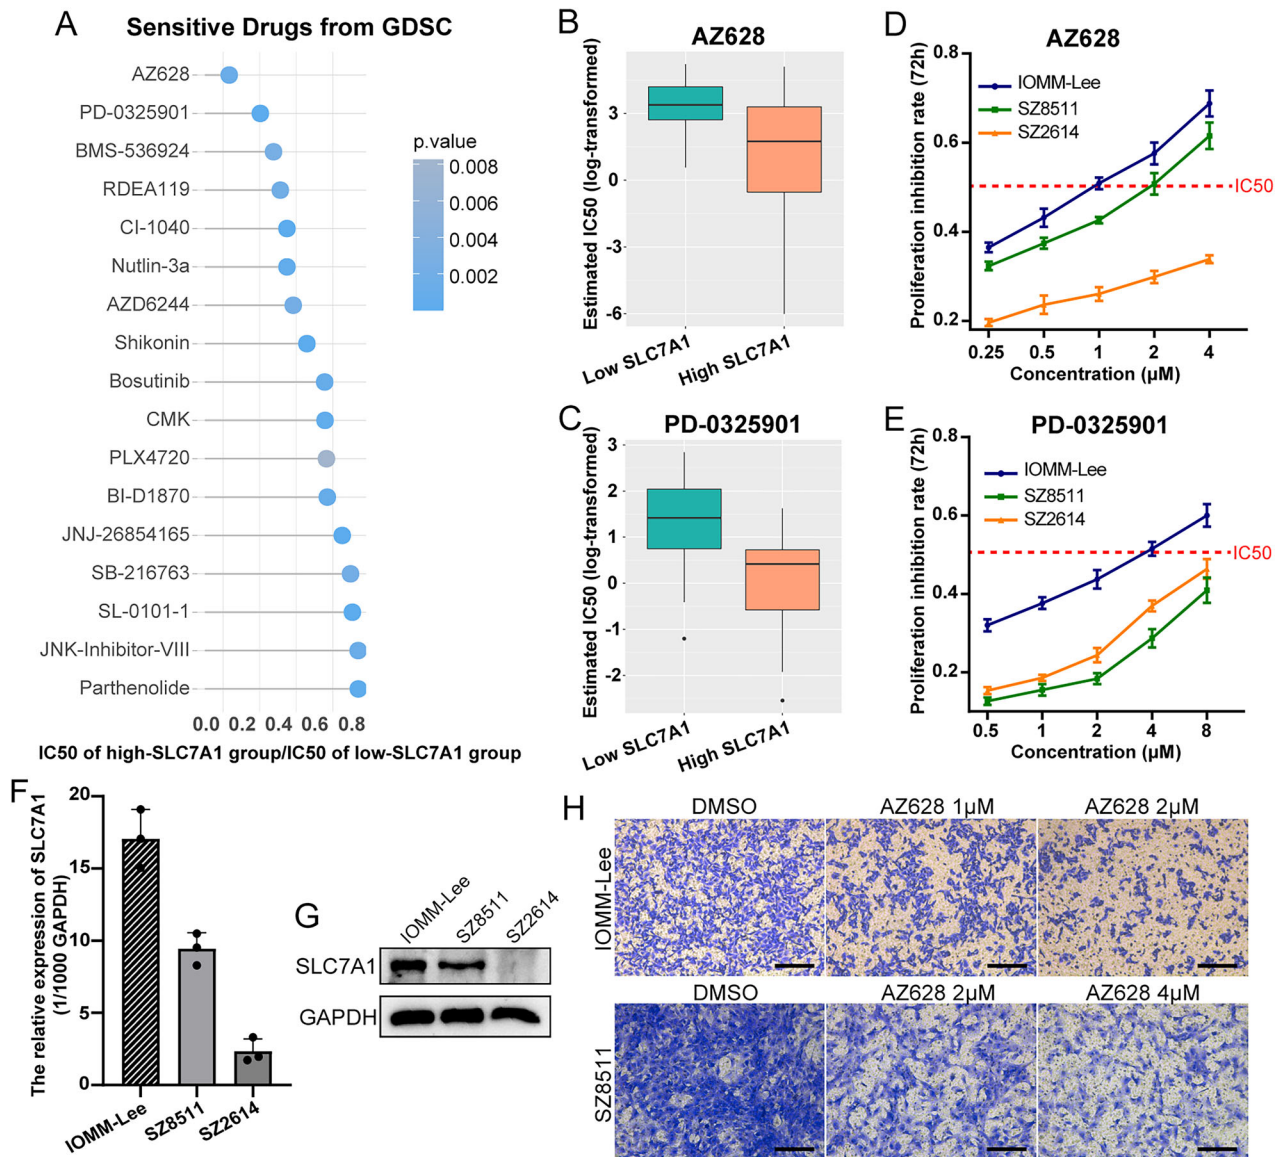 A
Sensitive Drugs from GDSC
AZ628
PD-0325901
BMS-536924
RDEA119
CI-1040
Nutlin-3a
AZD6244
Shikonin
Bosutinib
CMK
PLX4720
BI-D1870
JNJ-26854165
SB-216763
SL-0101-1
JNK-Inhibitor-VIII
Parthenolide
0.0 0.2 0.4 0.6 0.8
IC50 of high-SLC7A1 group/IC50 of low-SLC7A1 group
p.value
0.008
0.006
0.004
0.002
B
AZ628
Estimated IC50 (log-transformed)
3
0
-3
-6
Low SLC7A1
High SLC7A1
C
PD-0325901
Estimated IC50 (log-transformed)
3
2
1
0
-1
-2
Low SLC7A1
High SLC7A1
D
AZ628
Proliferation inhibition rate (72h)
0.8
0.6
0.4
0.2
IOMM-Lee
SZ8511
SZ2614
IC50
0.25 0.5 1 2 4
Concentration (μM)
E
PD-0325901
Proliferation inhibition rate (72h)
0.8
0.6
0.4
0.2
IOMM-Lee
SZ8511
SZ2614
IC50
0.5 1 2 4 8
Concentration (μM)
F
The relative expression of SLC7A1
(1/1000 GAPDH)
20
15
10
5
0
IOMM-Lee
SZ8511
SZ2614
G
IOMM-Lee
SZ8511
SZ2614
SLC7A1
GAPDH
H
DMSO
AZ628 1μM
AZ628 2μM
IOMM-Lee
DMSO
AZ628 2μM
AZ628 4μM
SZ8511